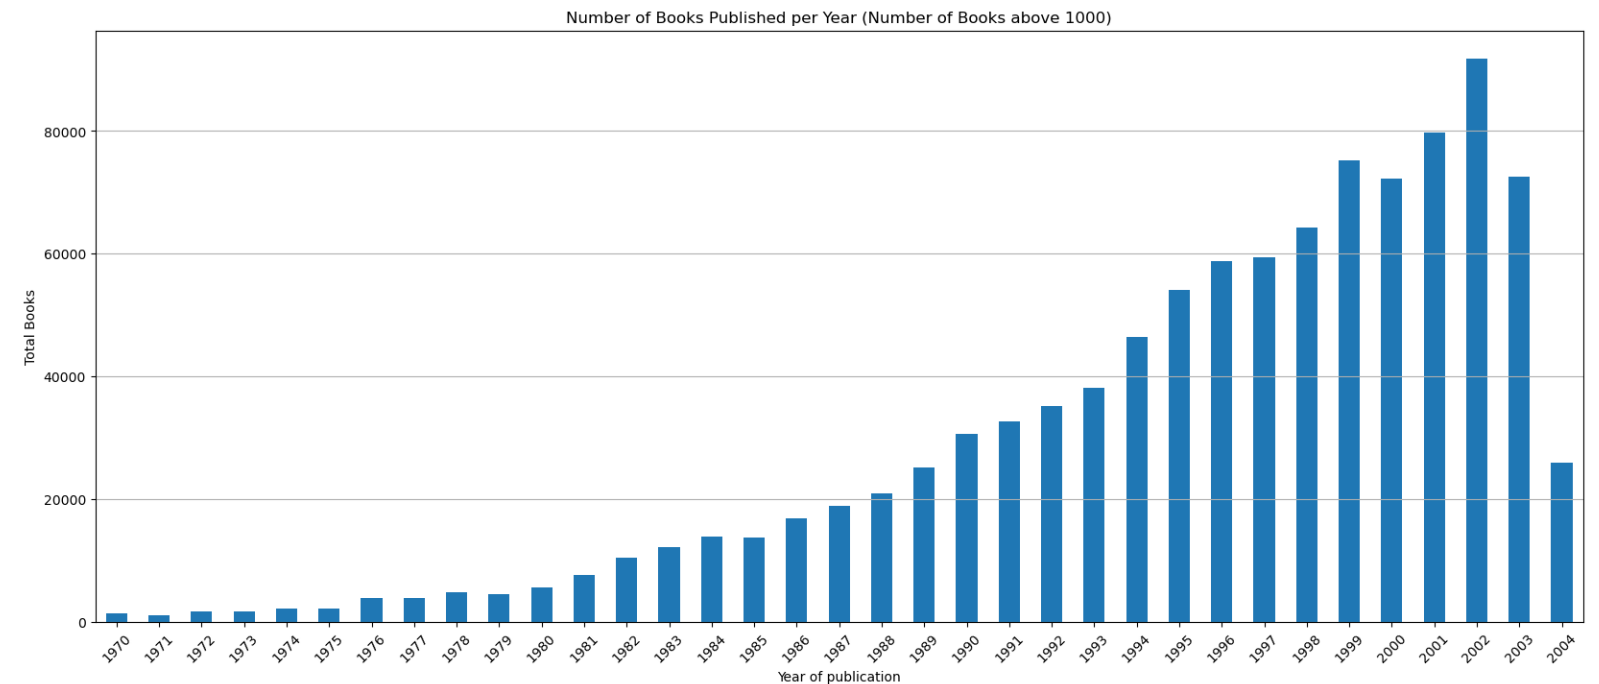 Number of Books Published per Year (Number of Books above 1000)
80000
60000
40000
20000
0
Total Books
1970 1971 1972 1973 1974 1975 1976 1977 1978 1979 1980 1981 1982 1983 1984 1985 1986 1987 1988 1989 1990 1991 1992 1993 1994 1995 1996 1997 1998 1999 2000 2001 2002 2003 2004
Year of publication